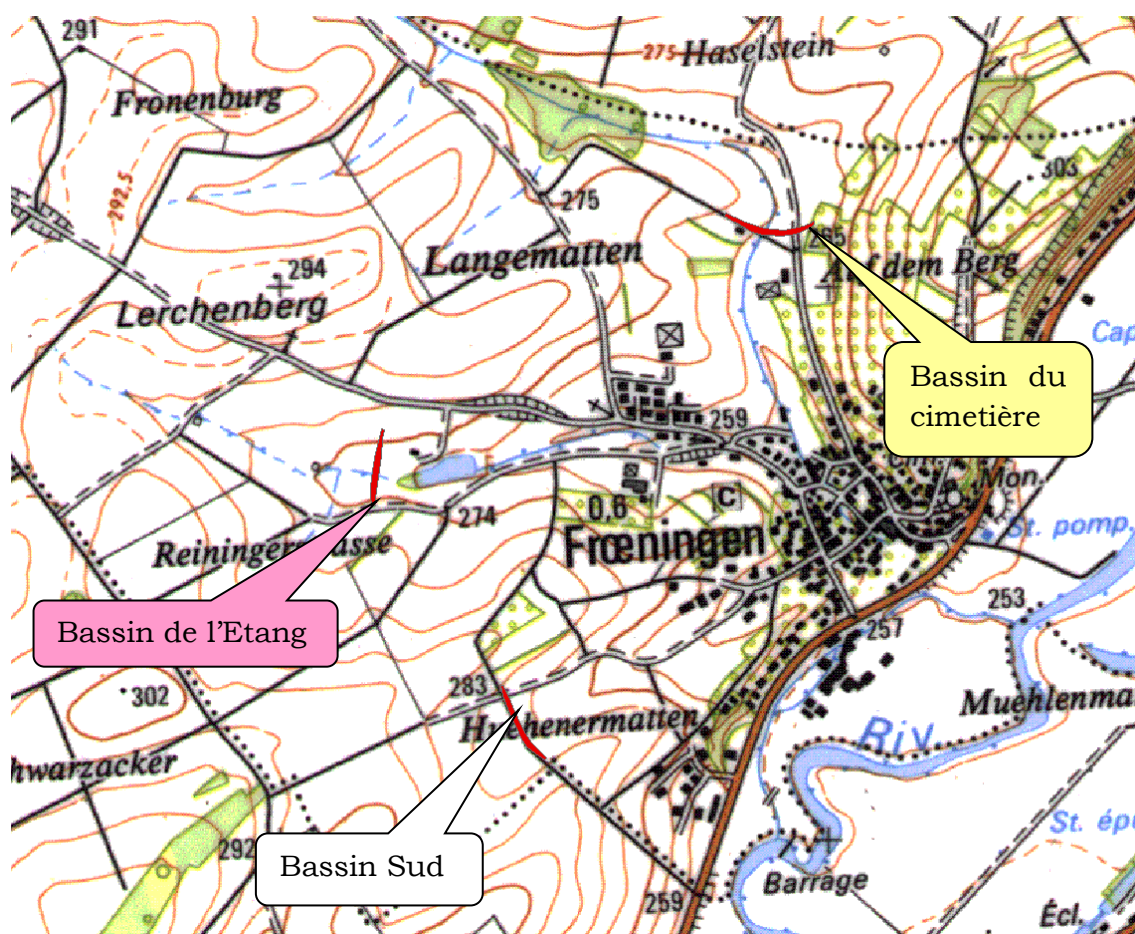 291
275
Haselstein
Fronenburg
303
292.5
275
265
Langematten
Auf dem Berg
294
Lerchenberg
Cap
Bassin du
cimetière
259
Mon.
C
0,6
274
St. pomp.
Frœningen
Reiningerstrasse
253
257
Bassin de l’Etang
283
302
Muehlenma
Riv
hwarzacker
292
St. épu
Bassin Sud
Barrage
259
Écl.